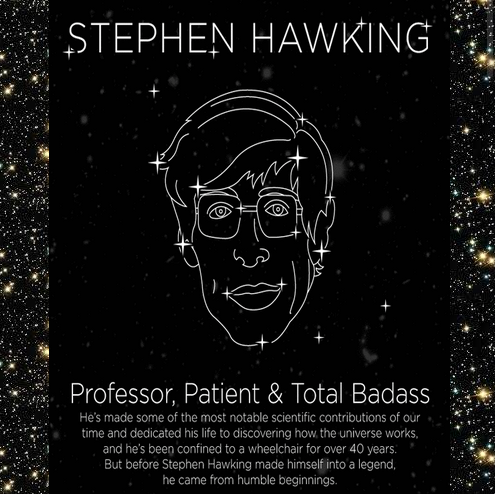 STEPHEN HAWKING
Professor, Patient & Total Badass
He's made some of the most notable scientific contributions of our
time and dedicated his life to discovering how the universe works,
and he's been confined to a wheelchair for over 40 years.
But before Stephen Hawking made himself into a legend,
he came from humble beginnings.